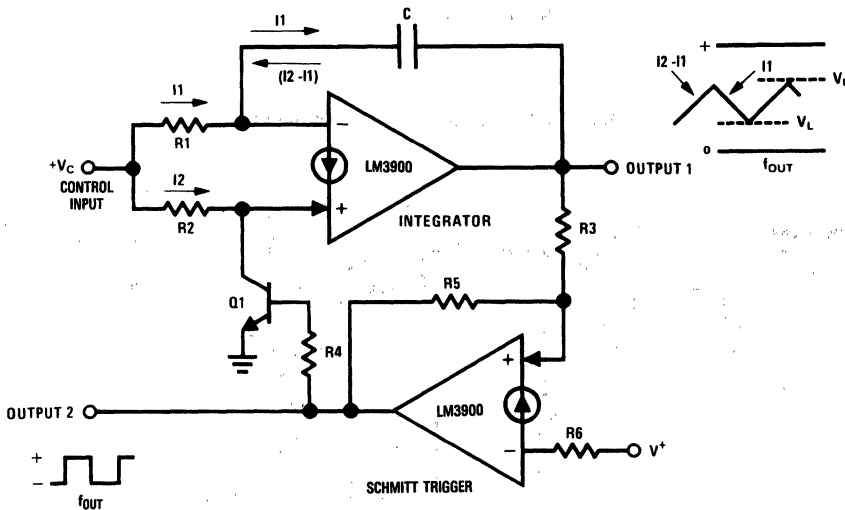 I1
C
(I2 -I1)
+
I2 -I1
I1
V
V_L
o
fOUT
I1
R1
−
LM3900
+VC
CONTROL
INPUT
I2
R2
+
INTEGRATOR
OUTPUT 1
R3
R5
Q1
R4
+
LM3900
−
R6
V+
OUTPUT 2
SCHMITT TRIGGER
+
−
fOUT